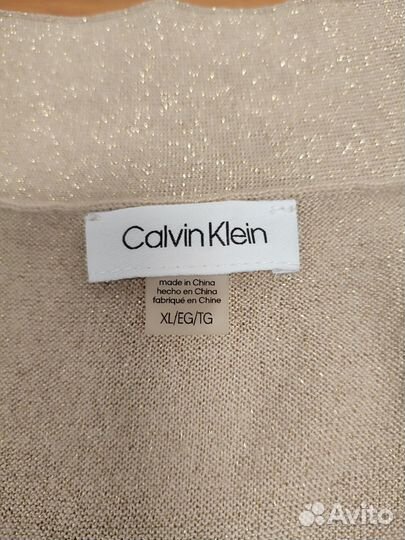 Calvin Klein
made in China
hecho en China
fabriqué en Chine
XL/EG/TG
Avito